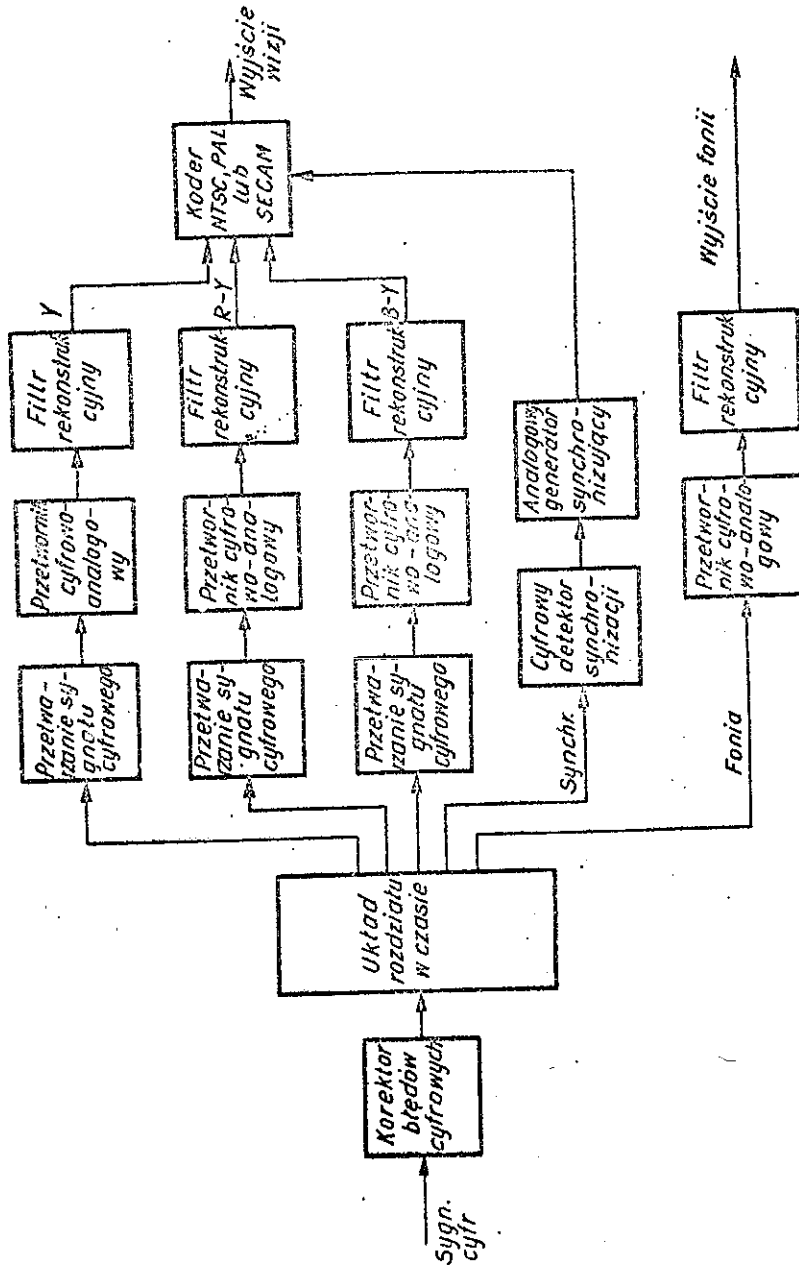 Sygn.
cyfr
Korektor
błędów
cyfrowych
Układ
rozdziału
w czasie
Przetwa-
rzanie sy-
gnału
cyfrowego
Przetwornik
cyfrowo-
analogo-
wy
Filtr
rekonstruk
cyjny
Y
Przetwa-
rzanie sy-
gnału
cyfrowego
Przetwor-
nik cyfro-
wo-ana-
logowy
Filtr
rekonstruk-
cyjny
R-Y
Przetwa-
rzanie sy-
gnału
cyfrowego
Przetwor-
nik cyfro-
wo-ana-
logowy
Filtr
rekonstruk-
cyjny
B-Y
Koder
NTSC, PAL
lub
SECAM
Wyjście
wizji
Synchr.
Cyfrowy
detektor
synchro-
nizacji
Analogowy
generator
synchro-
nizujący
Fonia
Przetwor-
nik cyfro-
wo-analo
gowy
Filtr
rekonstruk
cyjny
Wyjście fonii